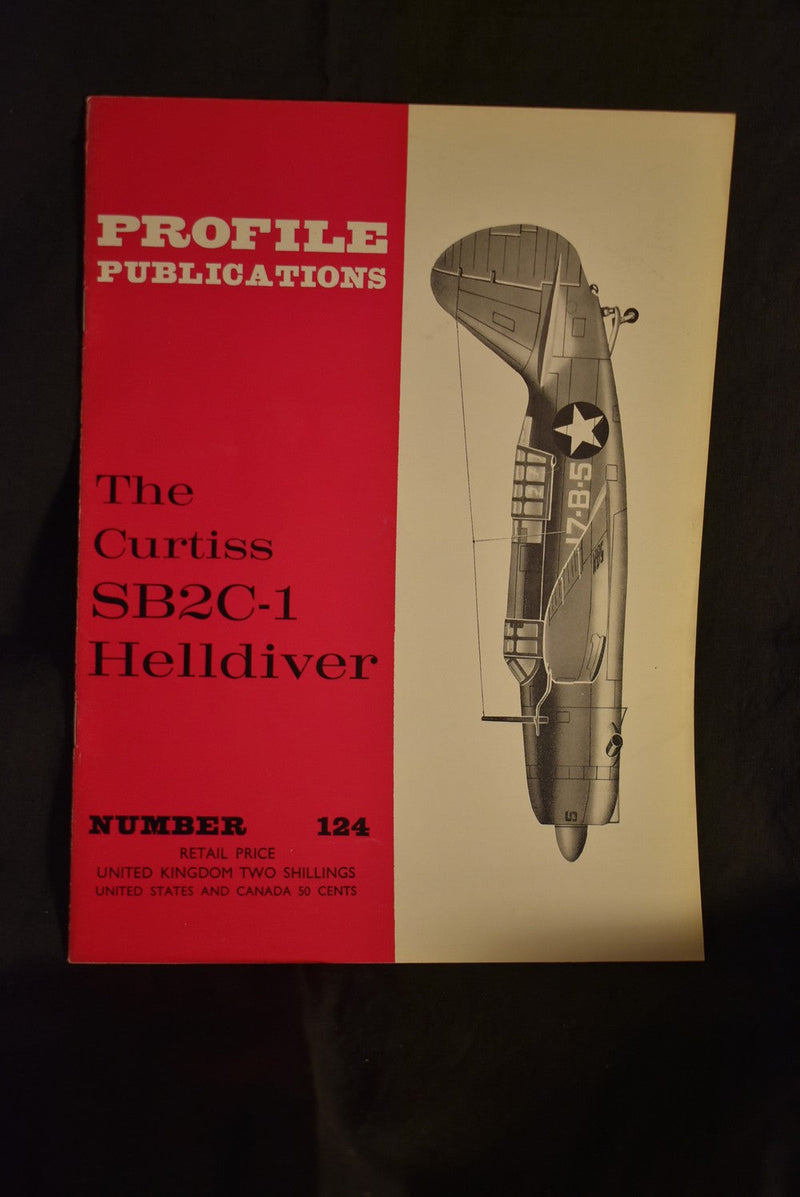 PROFILE
PUBLICATIONS
The
Curtiss
SB2C-1
Helldiver
NUMBER 124
RETAIL PRICE
UNITED KINGDOM TWO SHILLINGS
UNITED STATES AND CANADA 50 CENTS
17-B-5
5